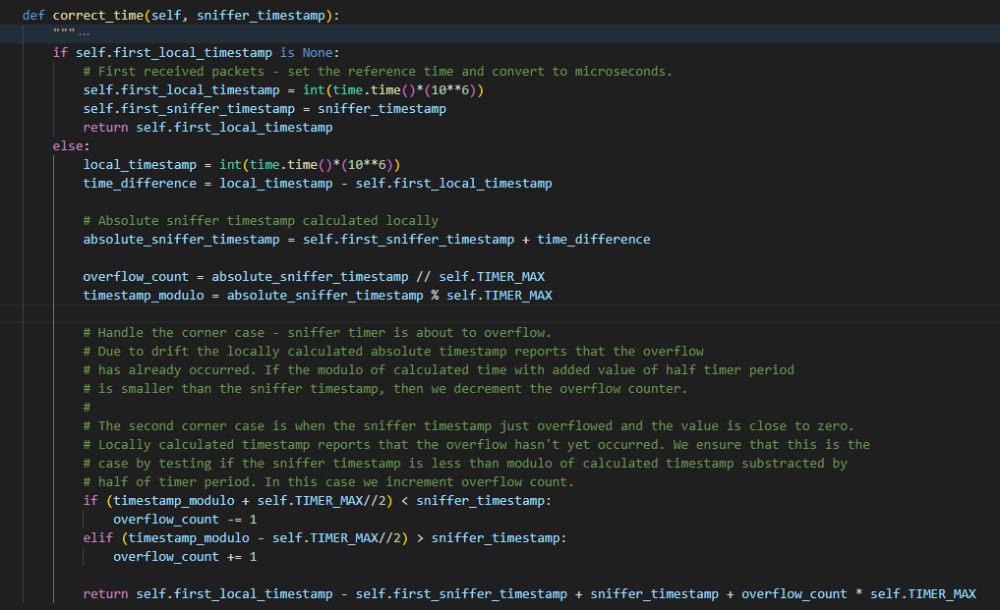 def correct_time(self, sniffer_timestamp):
"""...
if self.first_local_timestamp is None:
# First received packets - set the reference time and convert to microseconds.
self.first_local_timestamp = int(time.time()*(10**6))
self.first_sniffer_timestamp = sniffer_timestamp
return self.first_local_timestamp
else:
local_timestamp = int(time.time()*(10**6))
time_difference = local_timestamp - self.first_local_timestamp
# Absolute sniffer timestamp calculated locally
absolute_sniffer_timestamp = self.first_sniffer_timestamp + time_difference
overflow_count = absolute_sniffer_timestamp // self.TIMER_MAX
timestamp_modulo = absolute_sniffer_timestamp % self.TIMER_MAX
# Handle the corner case - sniffer timer is about to overflow.
# Due to drift the locally calculated absolute timestamp reports that the overflow
# has already occurred. If the modulo of calculated time with added value of half timer period
# is smaller than the sniffer timestamp, then we decrement the overflow counter.
#
# The second corner case is when the sniffer timestamp just overflowed and the value is close to zero.
# Locally calculated timestamp reports that the overflow hasn't yet occurred. We ensure that this is the
# case by testing if the sniffer timestamp is less than modulo of calculated timestamp substracted by
# half of timer period. In this case we increment overflow count.
if (timestamp_modulo + self.TIMER_MAX//2) < sniffer_timestamp:
overflow_count -= 1
elif (timestamp_modulo - self.TIMER_MAX//2) > sniffer_timestamp:
overflow_count += 1
return self.first_local_timestamp - self.first_sniffer_timestamp + sniffer_timestamp + overflow_count * self.TIMER_MAX